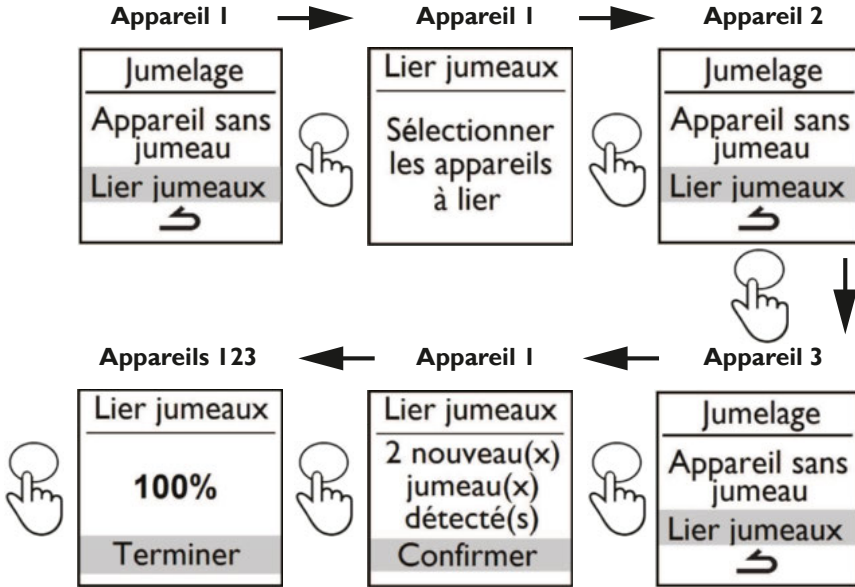 Appareil 1
Appareil 1
Appareil 2
Jumelage
Appareil sans
jumeau
Lier jumeaux
Lier jumeaux
Sélectionner
les appareils
à lier
Jumelage
Appareil sans
jumeau
Lier jumeaux
Appareil 3
Jumelage
Appareil sans
jumeau
Lier jumeaux
Appareil 1
Lier jumeaux
2 nouveau(x)
jumeau(x)
détecté(s)
Confirmer
Appareils 123
Lier jumeaux
100%
Terminer